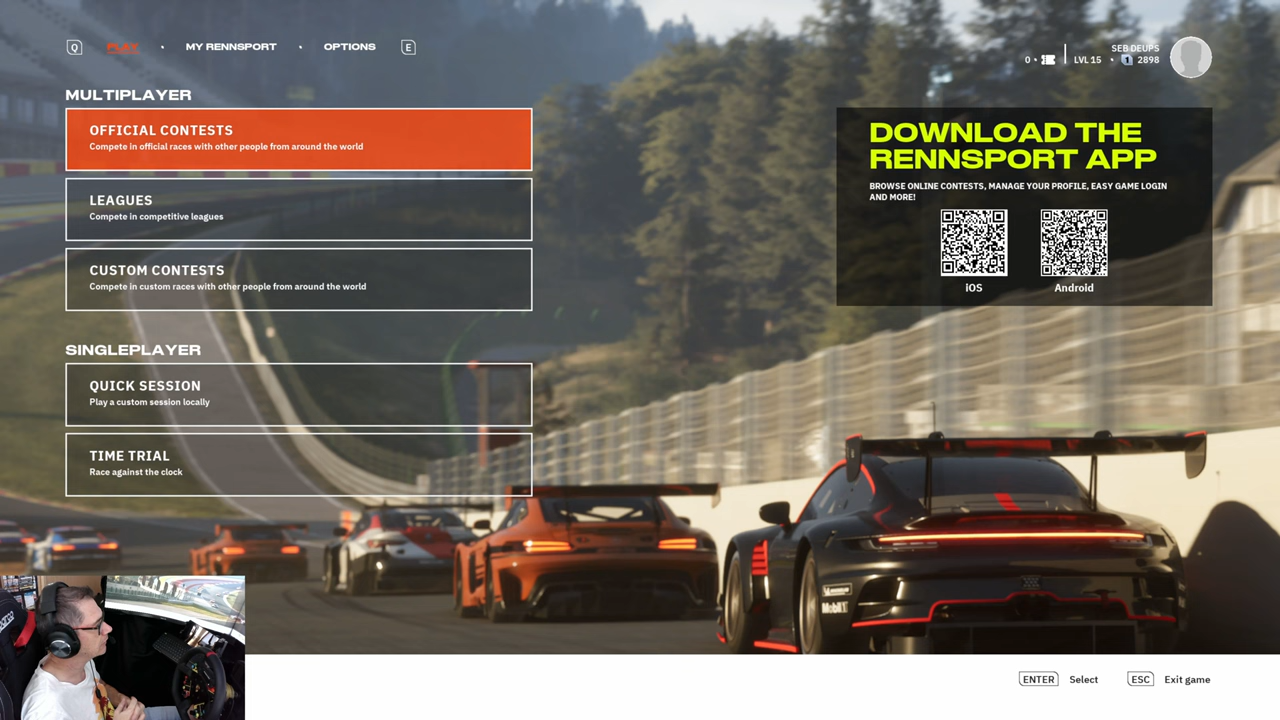 Q PLAY • MY RENNSPORT • OPTIONS E
SEB DEUPS
0 • LVL 15 • 1 2898
MULTIPLAYER
OFFICIAL CONTESTS
Compete in official races with other people from around the world
LEAGUES
Compete in competitive leagues
CUSTOM CONTESTS
Compete in custom races with other people from around the world
SINGLEPLAYER
QUICK SESSION
Play a custom session locally
TIME TRIAL
Race against the clock
DOWNLOAD THE
RENNSPORT APP
BROWSE ONLINE CONTESTS, MANAGE YOUR PROFILE, EASY GAME LOGIN
AND MORE!
iOS Android
Mobil 1
ENTER Select ESC Exit game